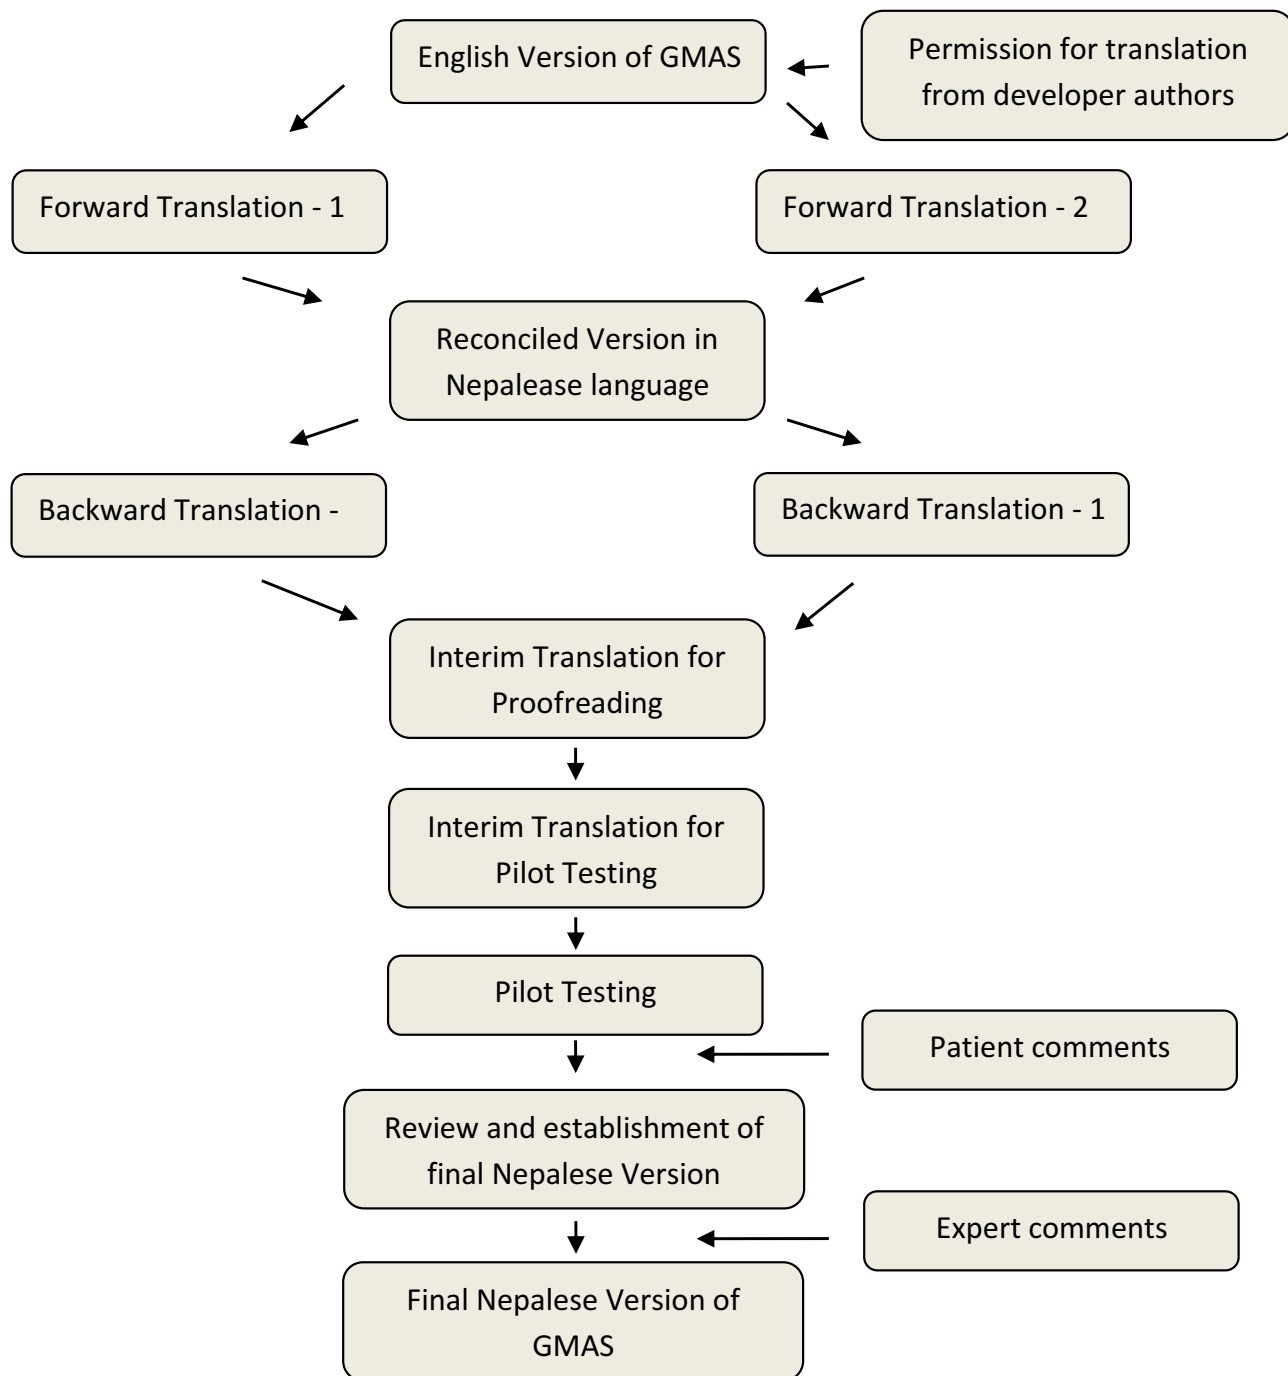 English Version of GMAS
Permission for translation
from developer authors
Forward Translation - 1
Forward Translation - 2
Reconciled Version in
Nepalease language
Backward Translation -
Backward Translation - 1
Interim Translation for
Proofreading
Interim Translation for
Pilot Testing
Pilot Testing
Patient comments
Review and establishment of
final Nepalese Version
Expert comments
Final Nepalese Version of
GMAS